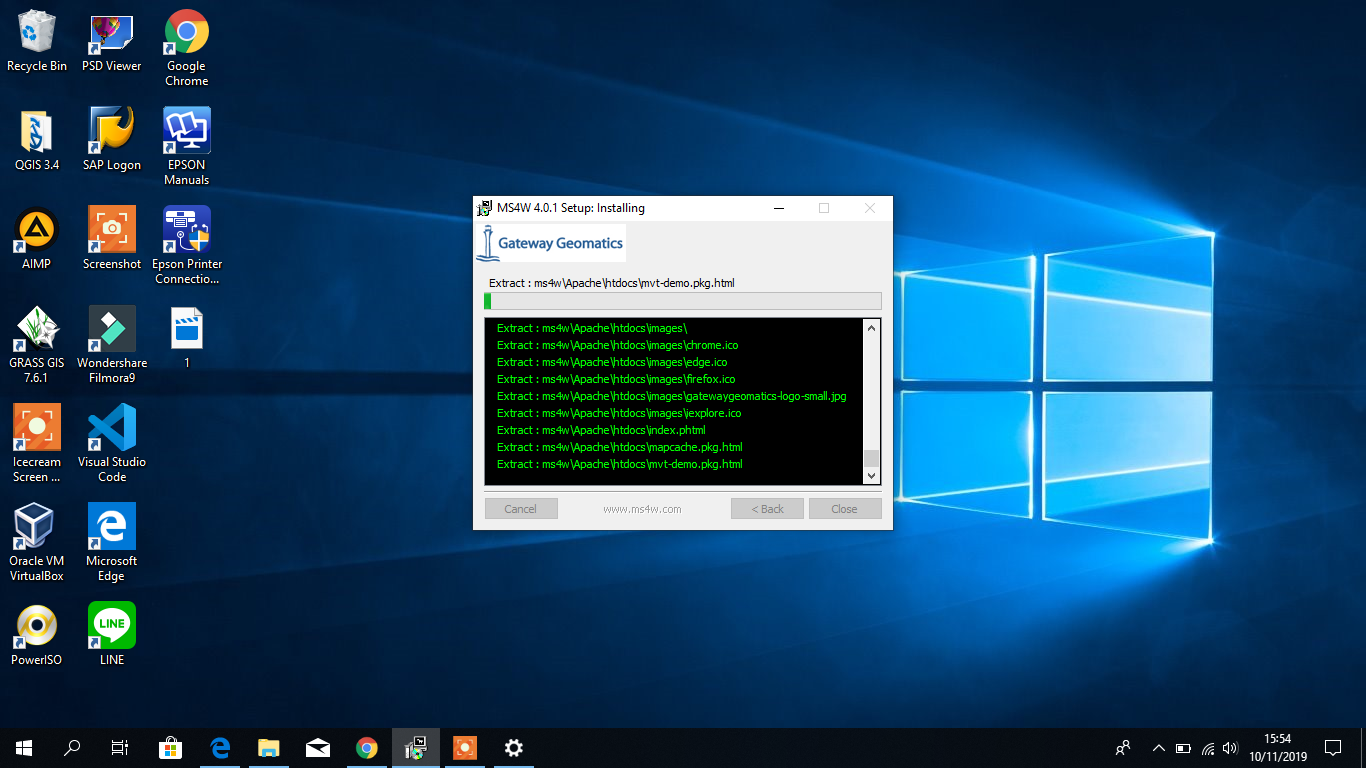 Recycle Bin
PSD Viewer
Google
Chrome
QGIS 3.4
SAP Logon
EPSON
Manuals
AIMP
Screenshot
Epson Printer
Connectio...
GRASS GIS
7.6.1
Wondershare
Filmora9
1
Icecream
Screen ...
Visual Studio
Code
Oracle VM
VirtualBox
Microsoft
Edge
PowerISO
LINE
LINE
MS4W 4.0.1 Setup: Installing
Gateway Geomatics
Extract : ms4w\Apache\htdocs\mvt-demo.pkg.html
Extract : ms4w\Apache\htdocs\images\
Extract : ms4w\Apache\htdocs\images\chrome.ico
Extract : ms4w\Apache\htdocs\images\edge.ico
Extract : ms4w\Apache\htdocs\images\firefox.ico
Extract : ms4w\Apache\htdocs\images\gatewaygeomatics-logo-small.jpg
Extract : ms4w\Apache\htdocs\images\iexplore.ico
Extract : ms4w\Apache\htdocs\index.phtml
Extract : ms4w\Apache\htdocs\mapcache.pkg.html
Extract : ms4w\Apache\htdocs\mvt-demo.pkg.html
Cancel
www.ms4w.com
< Back
Close
15:54
10/11/2019